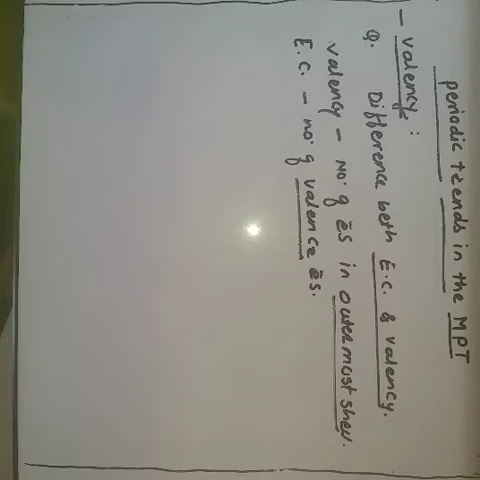 periodic trends in the MPT
- valency :
Q. Difference beth E.C. & valency.
valency - no. of ēs in outermost shell.
E.C. - no. of valence ēs.